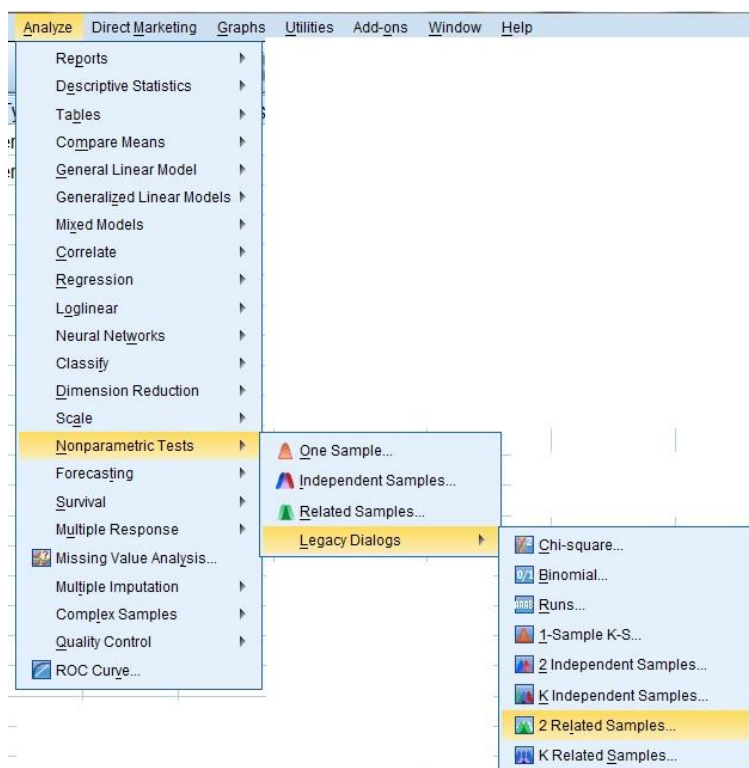 Analyze Direct Marketing Graphs Utilities Add-ons Window Help
Reports
Descriptive Statistics
Tables
Compare Means
General Linear Model
Generalized Linear Models
Mixed Models
Correlate
Regression
Loglinear
Neural Networks
Classify
Dimension Reduction
Scale
Nonparametric Tests
Forecasting
Survival
Multiple Response
Missing Value Analysis...
Multiple Imputation
Complex Samples
Quality Control
ROC Curve...
One Sample...
Independent Samples...
Related Samples...
Legacy Dialogs
Chi-square...
Binomial...
Runs...
1-Sample K-S...
2 Independent Samples...
K Independent Samples...
2 Related Samples...
K Related Samples...